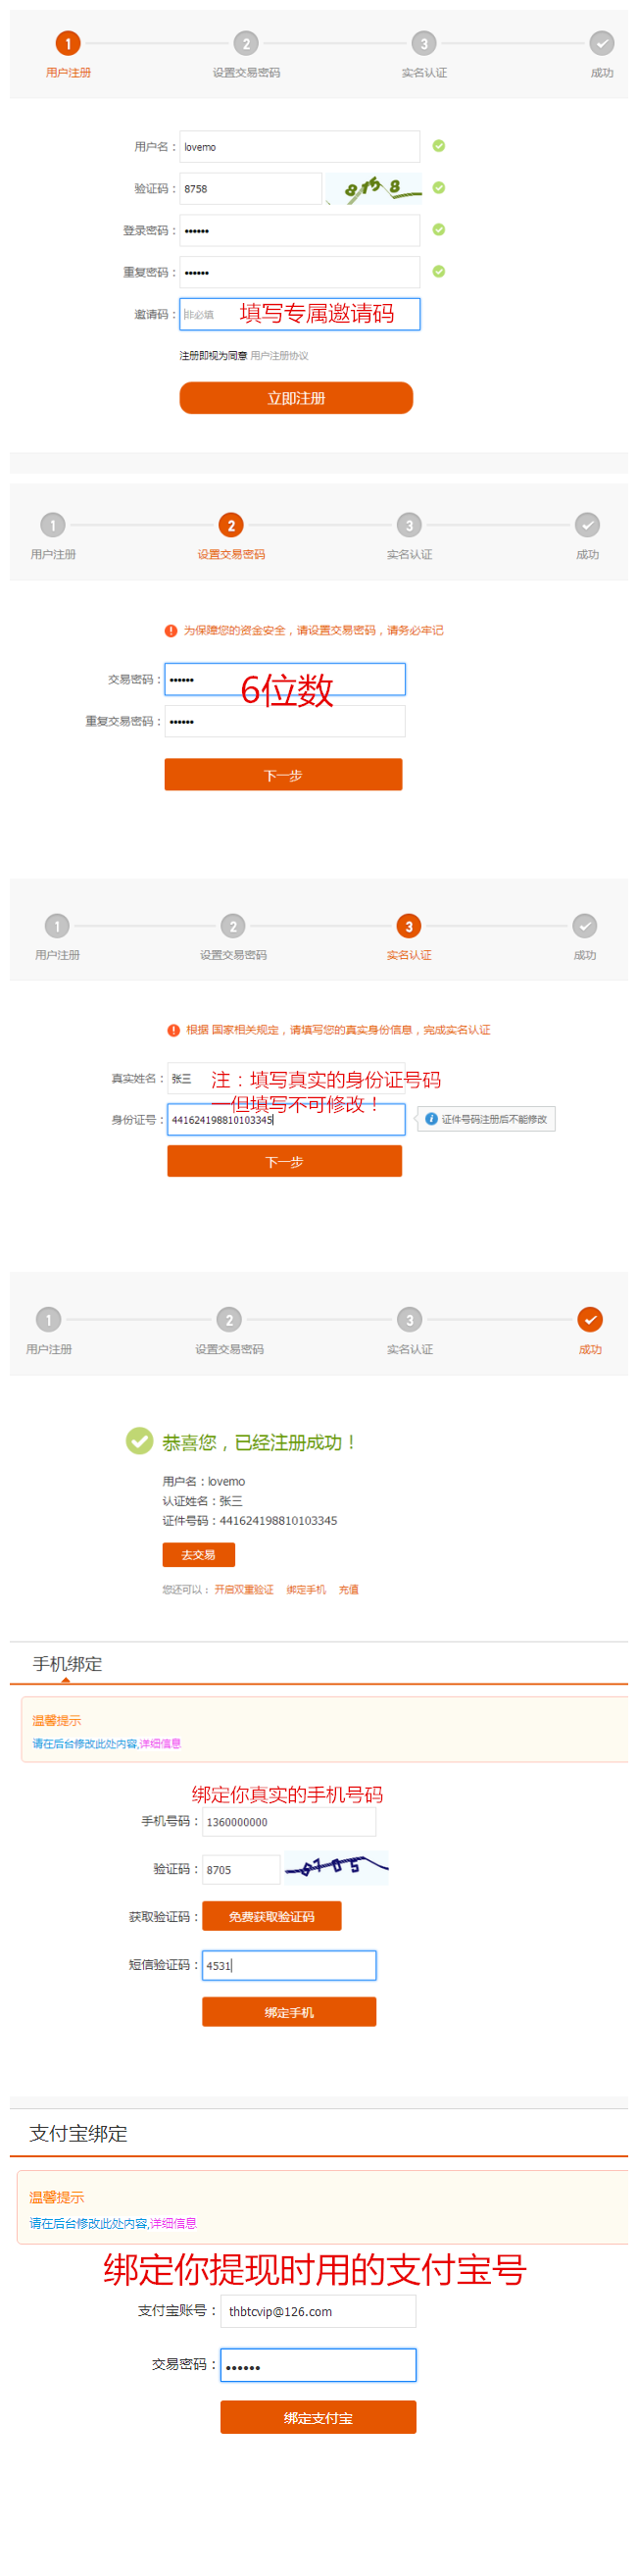 1 2 3
用户注册 设置交易密码 实名认证 成功
用户名： lovemo
验证码： 8758 8758
登录密码： ••••••
重复密码： ••••••
邀请码： 非必填 填写专属邀请码
注册即视为同意 用户注册协议
立即注册
1 2 3
用户注册 设置交易密码 实名认证 成功
为保障您的资金安全，请设置交易密码，请务必牢记
交易密码： •••••• 6位数
重复交易密码： ••••••
下一步
1 2 3
用户注册 设置交易密码 实名认证 成功
根据 国家相关规定，请填写您的真实身份信息，完成实名认证
真实姓名： 张三 注：填写真实的身份证号码
一但填写不可修改！
身份证号： 441624198810103345 证件号码注册后不能修改
下一步
1 2 3
用户注册 设置交易密码 实名认证 成功
恭喜您，已经注册成功！
用户名：lovemo
认证姓名：张三
证件号码：441624198810103345
去交易
您还可以： 开启双重验证 绑定手机 充值
手机绑定
温馨提示
请在后台修改此处内容,详细信息
绑定你真实的手机号码
手机号码： 1360000000
验证码： 8705 8705
获取验证码： 免费获取验证码
短信验证码： 4531
绑定手机
支付宝绑定
温馨提示
请在后台修改此处内容,详细信息
绑定你提现时用的支付宝号
支付宝账号： thbtcvip@126.com
交易密码： ••••••
绑定支付宝